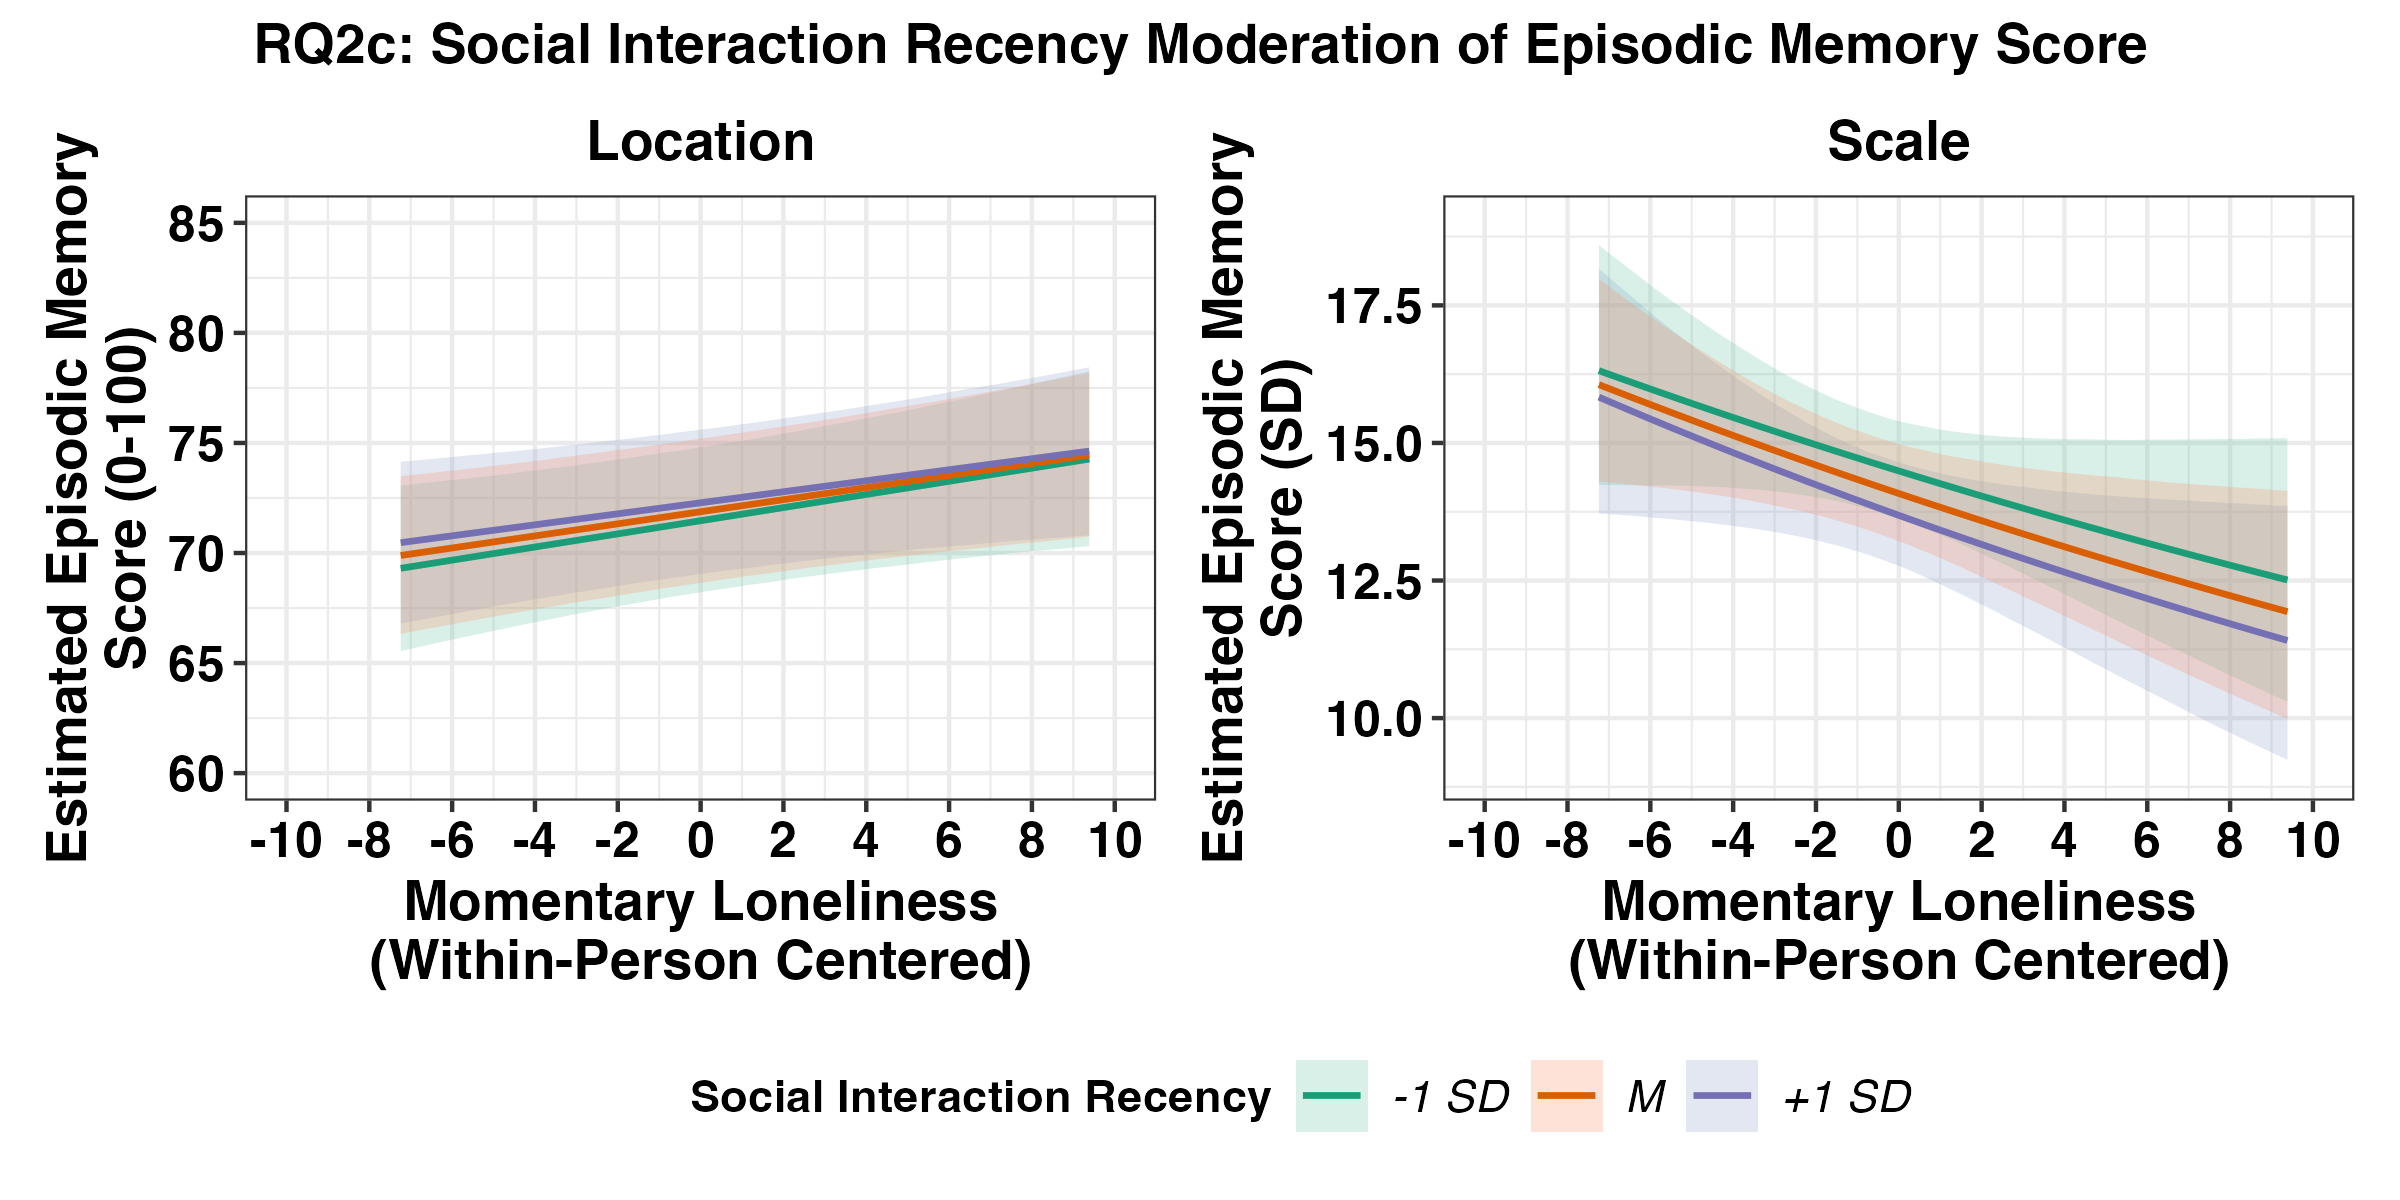 RQ2c: Social Interaction Recency Moderation of Episodic Memory Score
Location
Estimated Episodic Memory
Score (0-100)
85
80
75
70
65
60
-10 -8 -6 -4 -2 0 2 4 6 8 10
Momentary Loneliness
(Within-Person Centered)
Scale
Estimated Episodic Memory
Score (SD)
17.5
15.0
12.5
10.0
-10 -8 -6 -4 -2 0 2 4 6 8 10
Momentary Loneliness
(Within-Person Centered)
Social Interaction Recency -1 SD M +1 SD